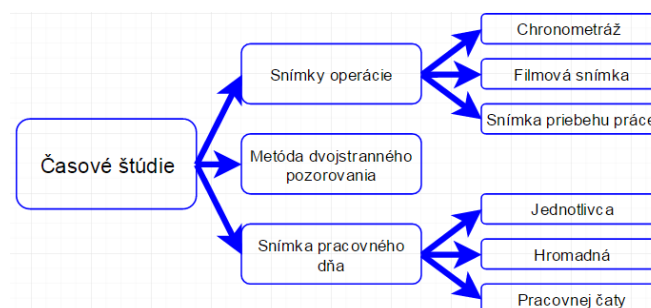 Časové štúdie
Snímky operácie
Chronometráž
Filmová snímka
Snímka priebehu práce
Metóda dvojstranného
pozorovania
Snímka pracovného
dňa
Jednotlivca
Hromadná
Pracovnej čaty